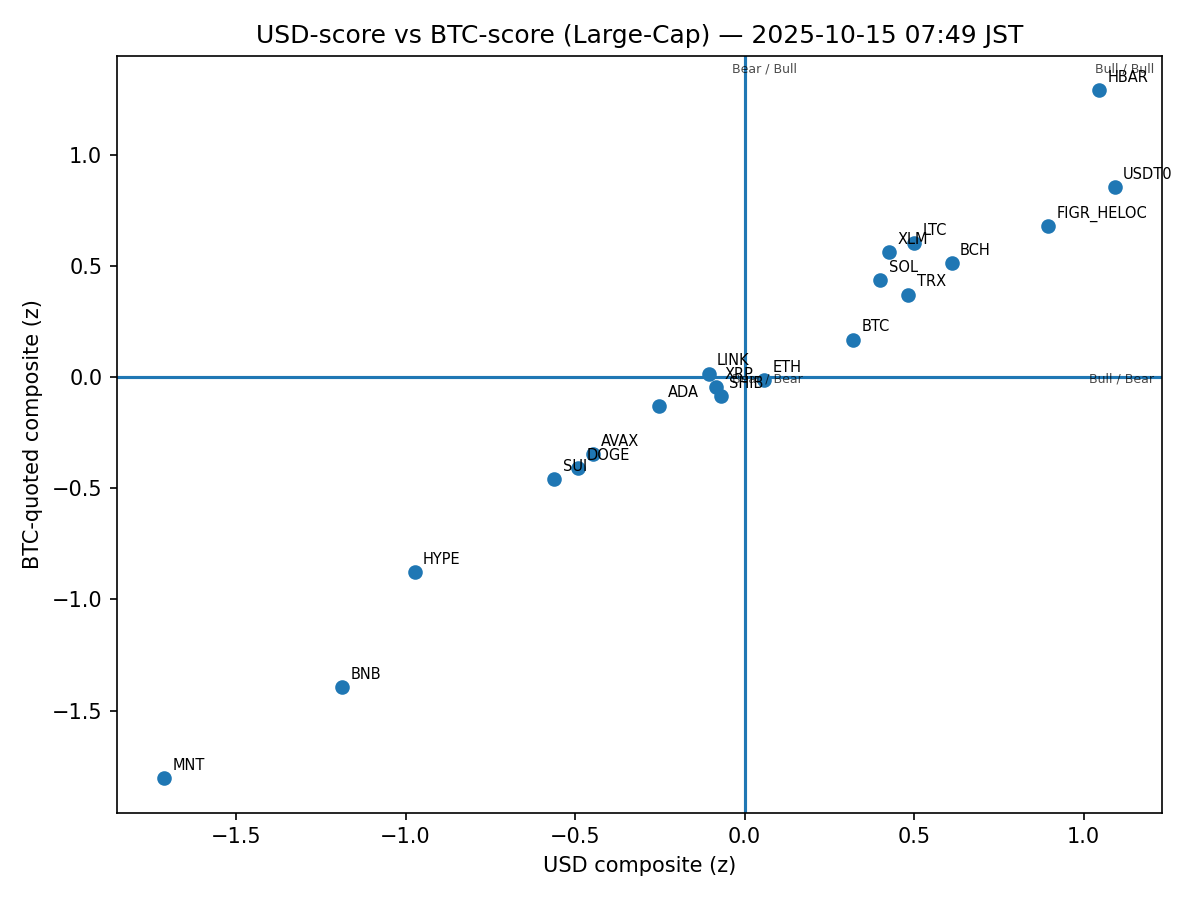 USD-score vs BTC-score (Large-Cap) — 2025-10-15 07:49 JST
Bear / Bull
Bull / Bull
HBAR
1.0
USDT0
FIGR_HELOC
LTC
XLM
BCH
0.5
SOL
TRX
BTC
LINK
ETH
XRP
0.0
Bear / Bear
Bull / Bear
SHIB
ADA
AVAX
DOGE
SUI
−0.5
HYPE
−1.0
BNB
−1.5
MNT
BTC-quoted composite (z)
−1.5
−1.0
−0.5
0.0
0.5
1.0
USD composite (z)